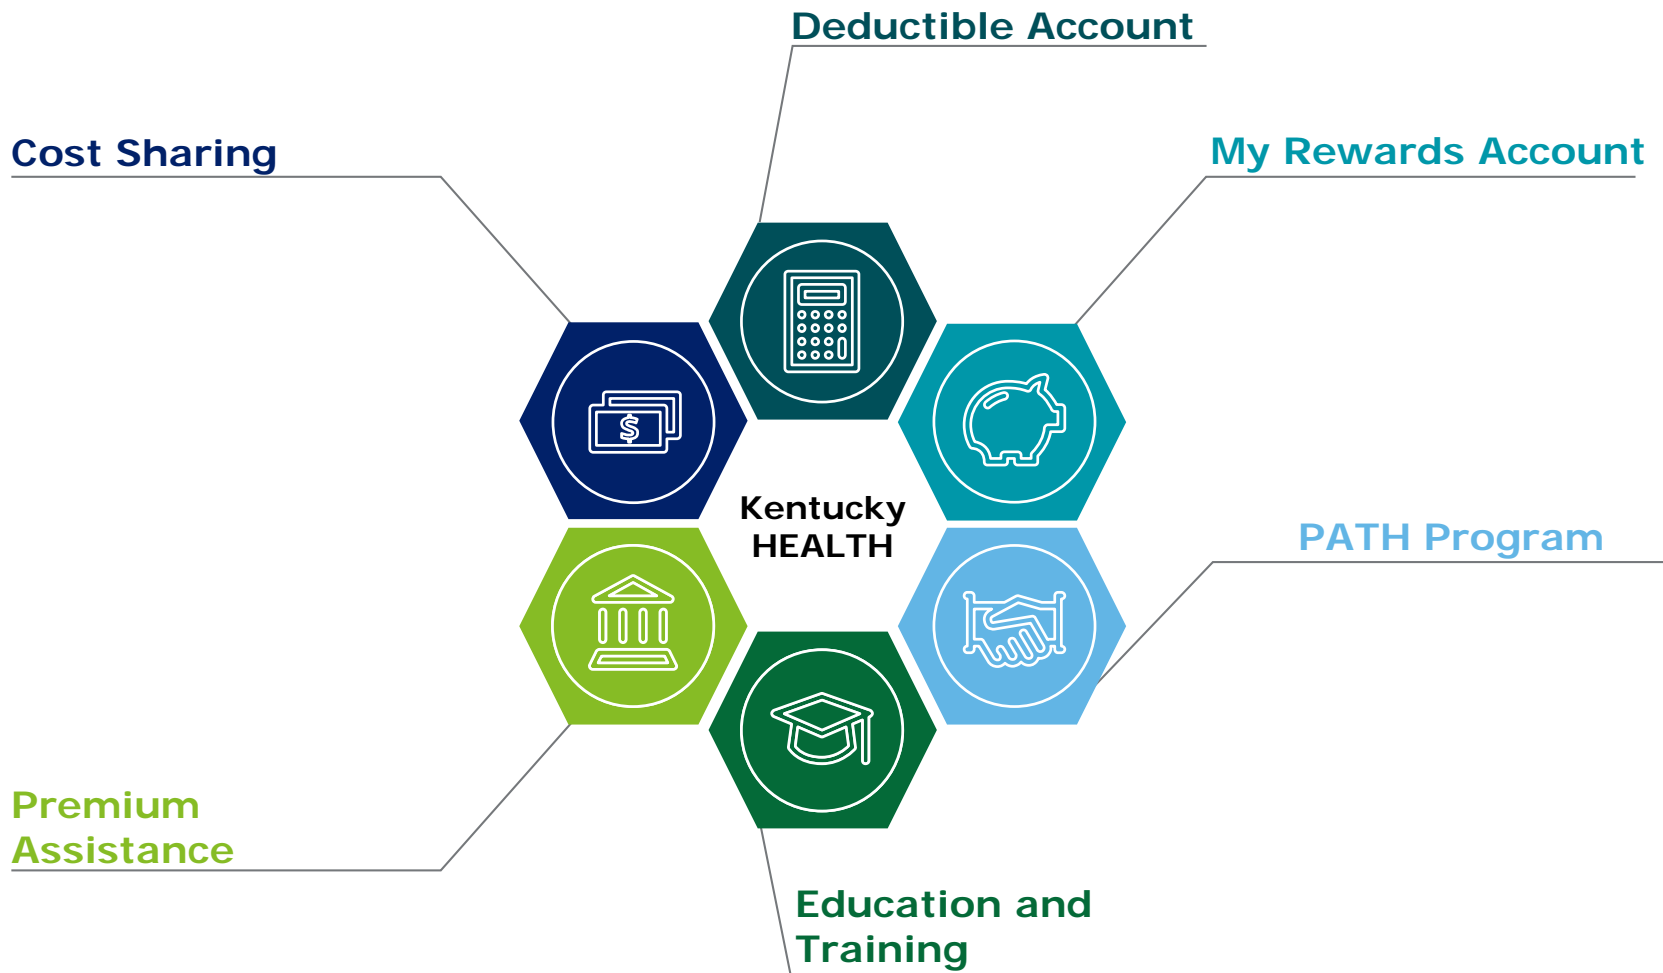 Deductible Account
Cost Sharing
My Rewards Account
$
Kentucky
HEALTH
PATH Program
Premium
Assistance
Education and
Training